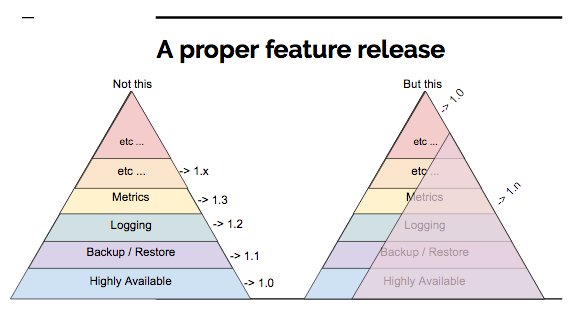 A proper feature release
Not this
etc ...
etc ... -> 1.x
Metrics -> 1.3
Logging -> 1.2
Backup / Restore -> 1.1
Highly Available -> 1.0
But this
-> 1.0
etc ...
etc ...
Metrics
-> 1.n
Logging
Backup / Restore
Highly Available